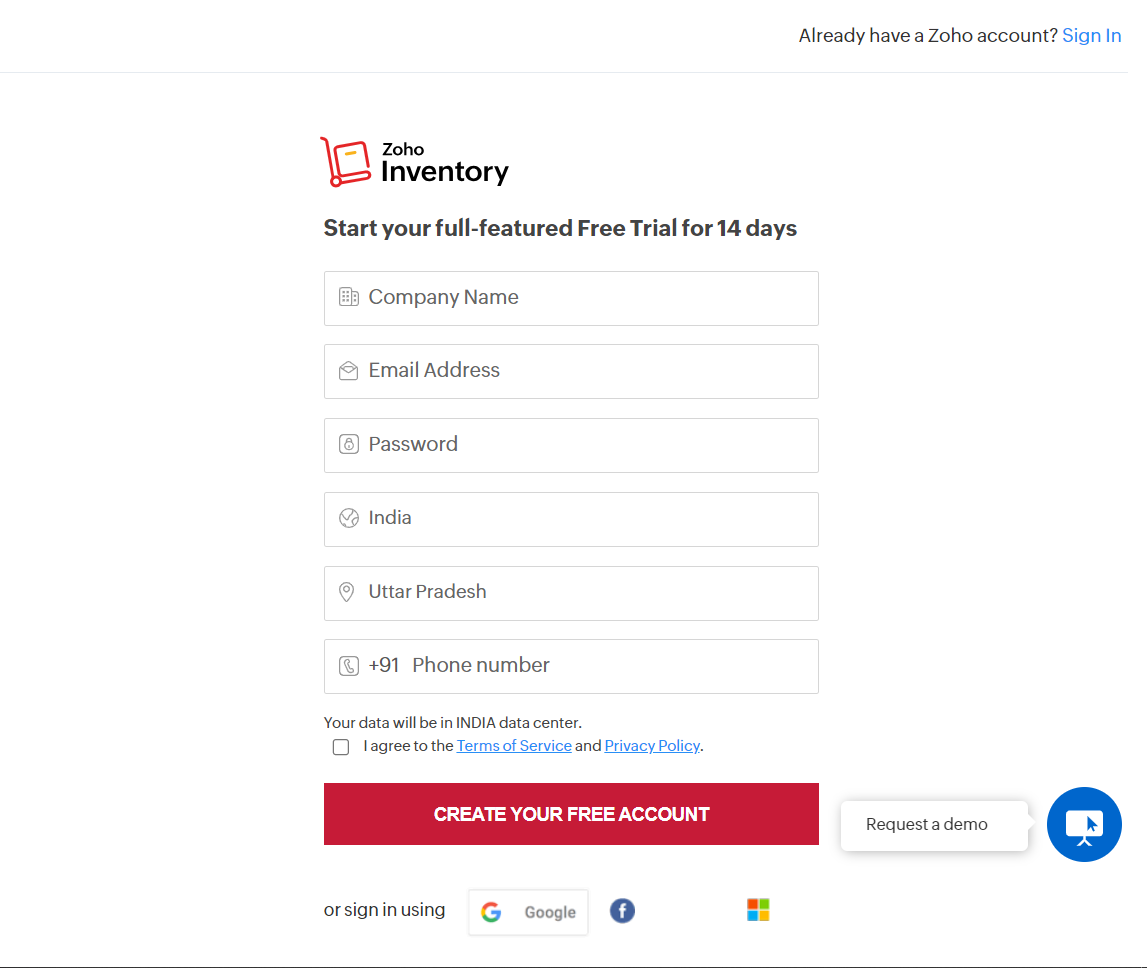 Already have a Zoho account? Sign In
Zoho
Inventory
Start your full-featured Free Trial for 14 days
Company Name
Email Address
Password
India
Uttar Pradesh
+91 Phone number
Your data will be in INDIA data center.
I agree to the Terms of Service and Privacy Policy.
CREATE YOUR FREE ACCOUNT
Request a demo
or sign in using Google